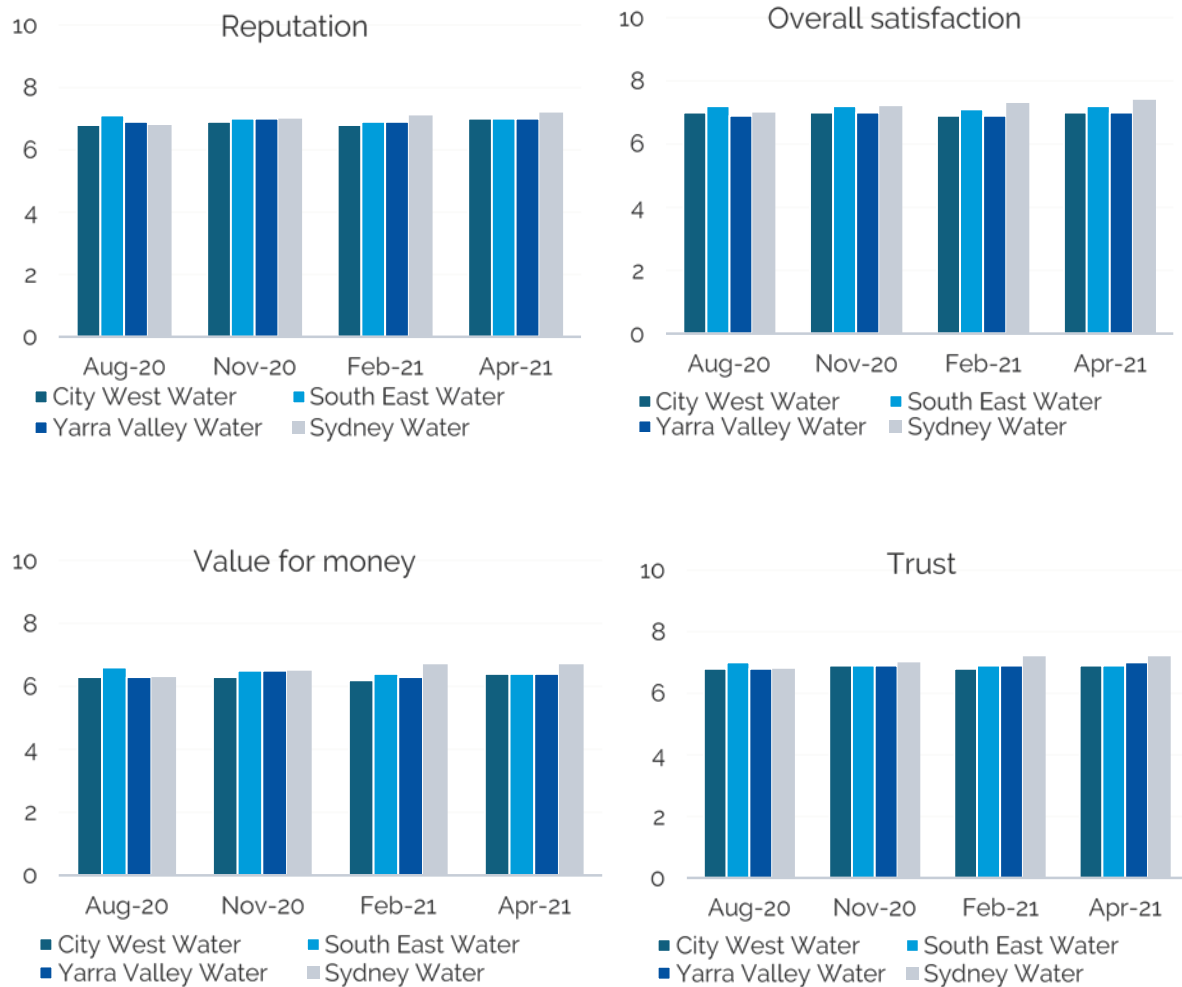 Reputation
10
8
6
4
2
0
Aug-20 Nov-20 Feb-21 Apr-21
City West Water South East Water
Yarra Valley Water Sydney Water
Overall satisfaction
10
8
6
4
2
0
Aug-20 Nov-20 Feb-21 Apr-21
City West Water South East Water
Yarra Valley Water Sydney Water
Value for money
10
8
6
4
2
0
Aug-20 Nov-20 Feb-21 Apr-21
City West Water South East Water
Yarra Valley Water Sydney Water
Trust
10
8
6
4
2
0
Aug-20 Nov-20 Feb-21 Apr-21
City West Water South East Water
Yarra Valley Water Sydney Water